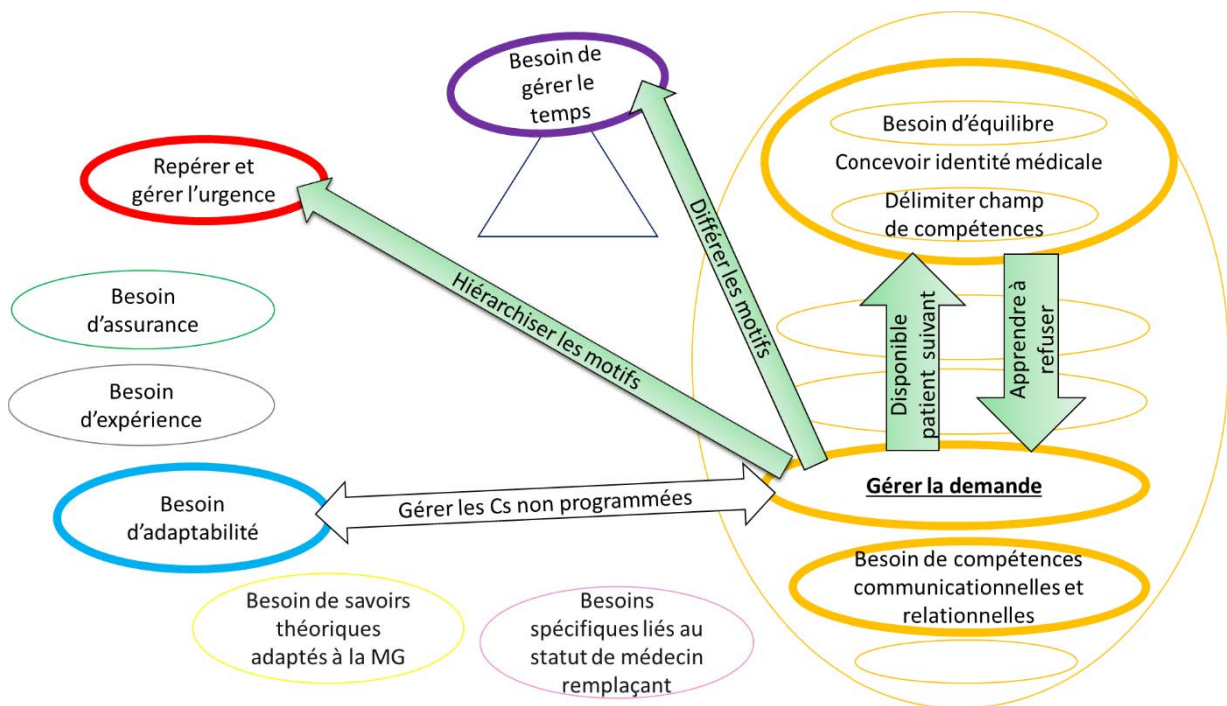 Besoin de
gérer le
temps
Repérer et
gérer l'urgence
Besoin d'équilibre
Concevoir identité médicale
Délimiter champ
de compétences
Hiérarchiser les motifs
Différer les motifs
Disponible
patient suivant
Apprendre à
refuser
Besoin
d'assurance
Besoin
d'expérience
Besoin
d'adaptabilité
Gérer les Cs non programmées
Gérer la demande
Besoin de compétences
communicationnelles et
relationnelles
Besoin de savoirs
théoriques
adaptés à la MG
Besoins
spécifiques liés au
statut de médecin
remplaçant